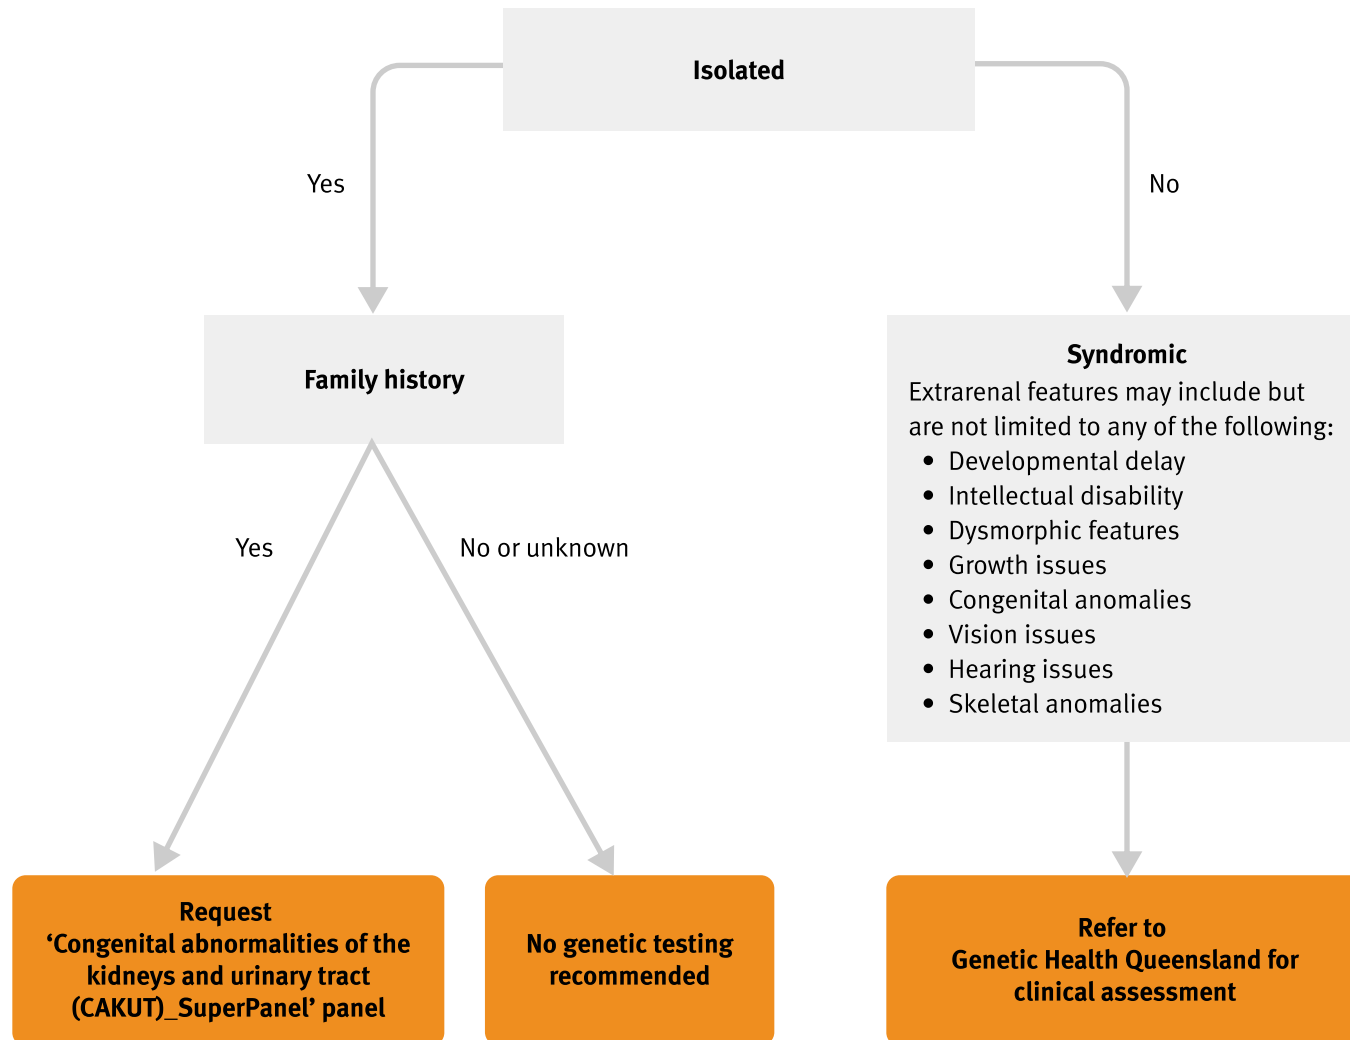 Isolated
Yes
No
Family history
Syndromic
Extrarenal features may include but
are not limited to any of the following:
• Developmental delay
• Intellectual disability
• Dysmorphic features
• Growth issues
• Congenital anomalies
• Vision issues
• Hearing issues
• Skeletal anomalies
Yes
No or unknown
Request
‘Congenital abnormalities of the
kidneys and urinary tract
(CAKUT)_SuperPanel’ panel
No genetic testing
recommended
Refer to
Genetic Health Queensland for
clinical assessment